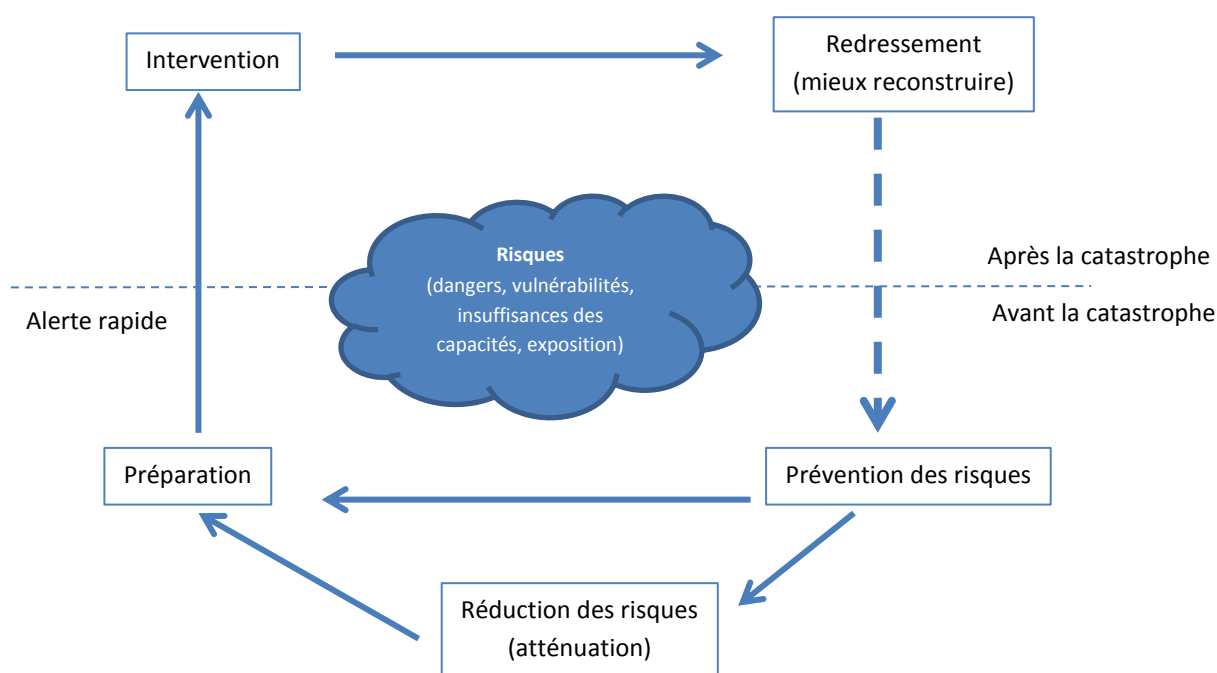 Intervention
Redressement
(mieux reconstruire)
Risques
(dangers, vulnérabilités,
insuffisances des
capacités, exposition)
Après la catastrophe
Alerte rapide
Avant la catastrophe
Préparation
Prévention des risques
Réduction des risques
(atténuation)